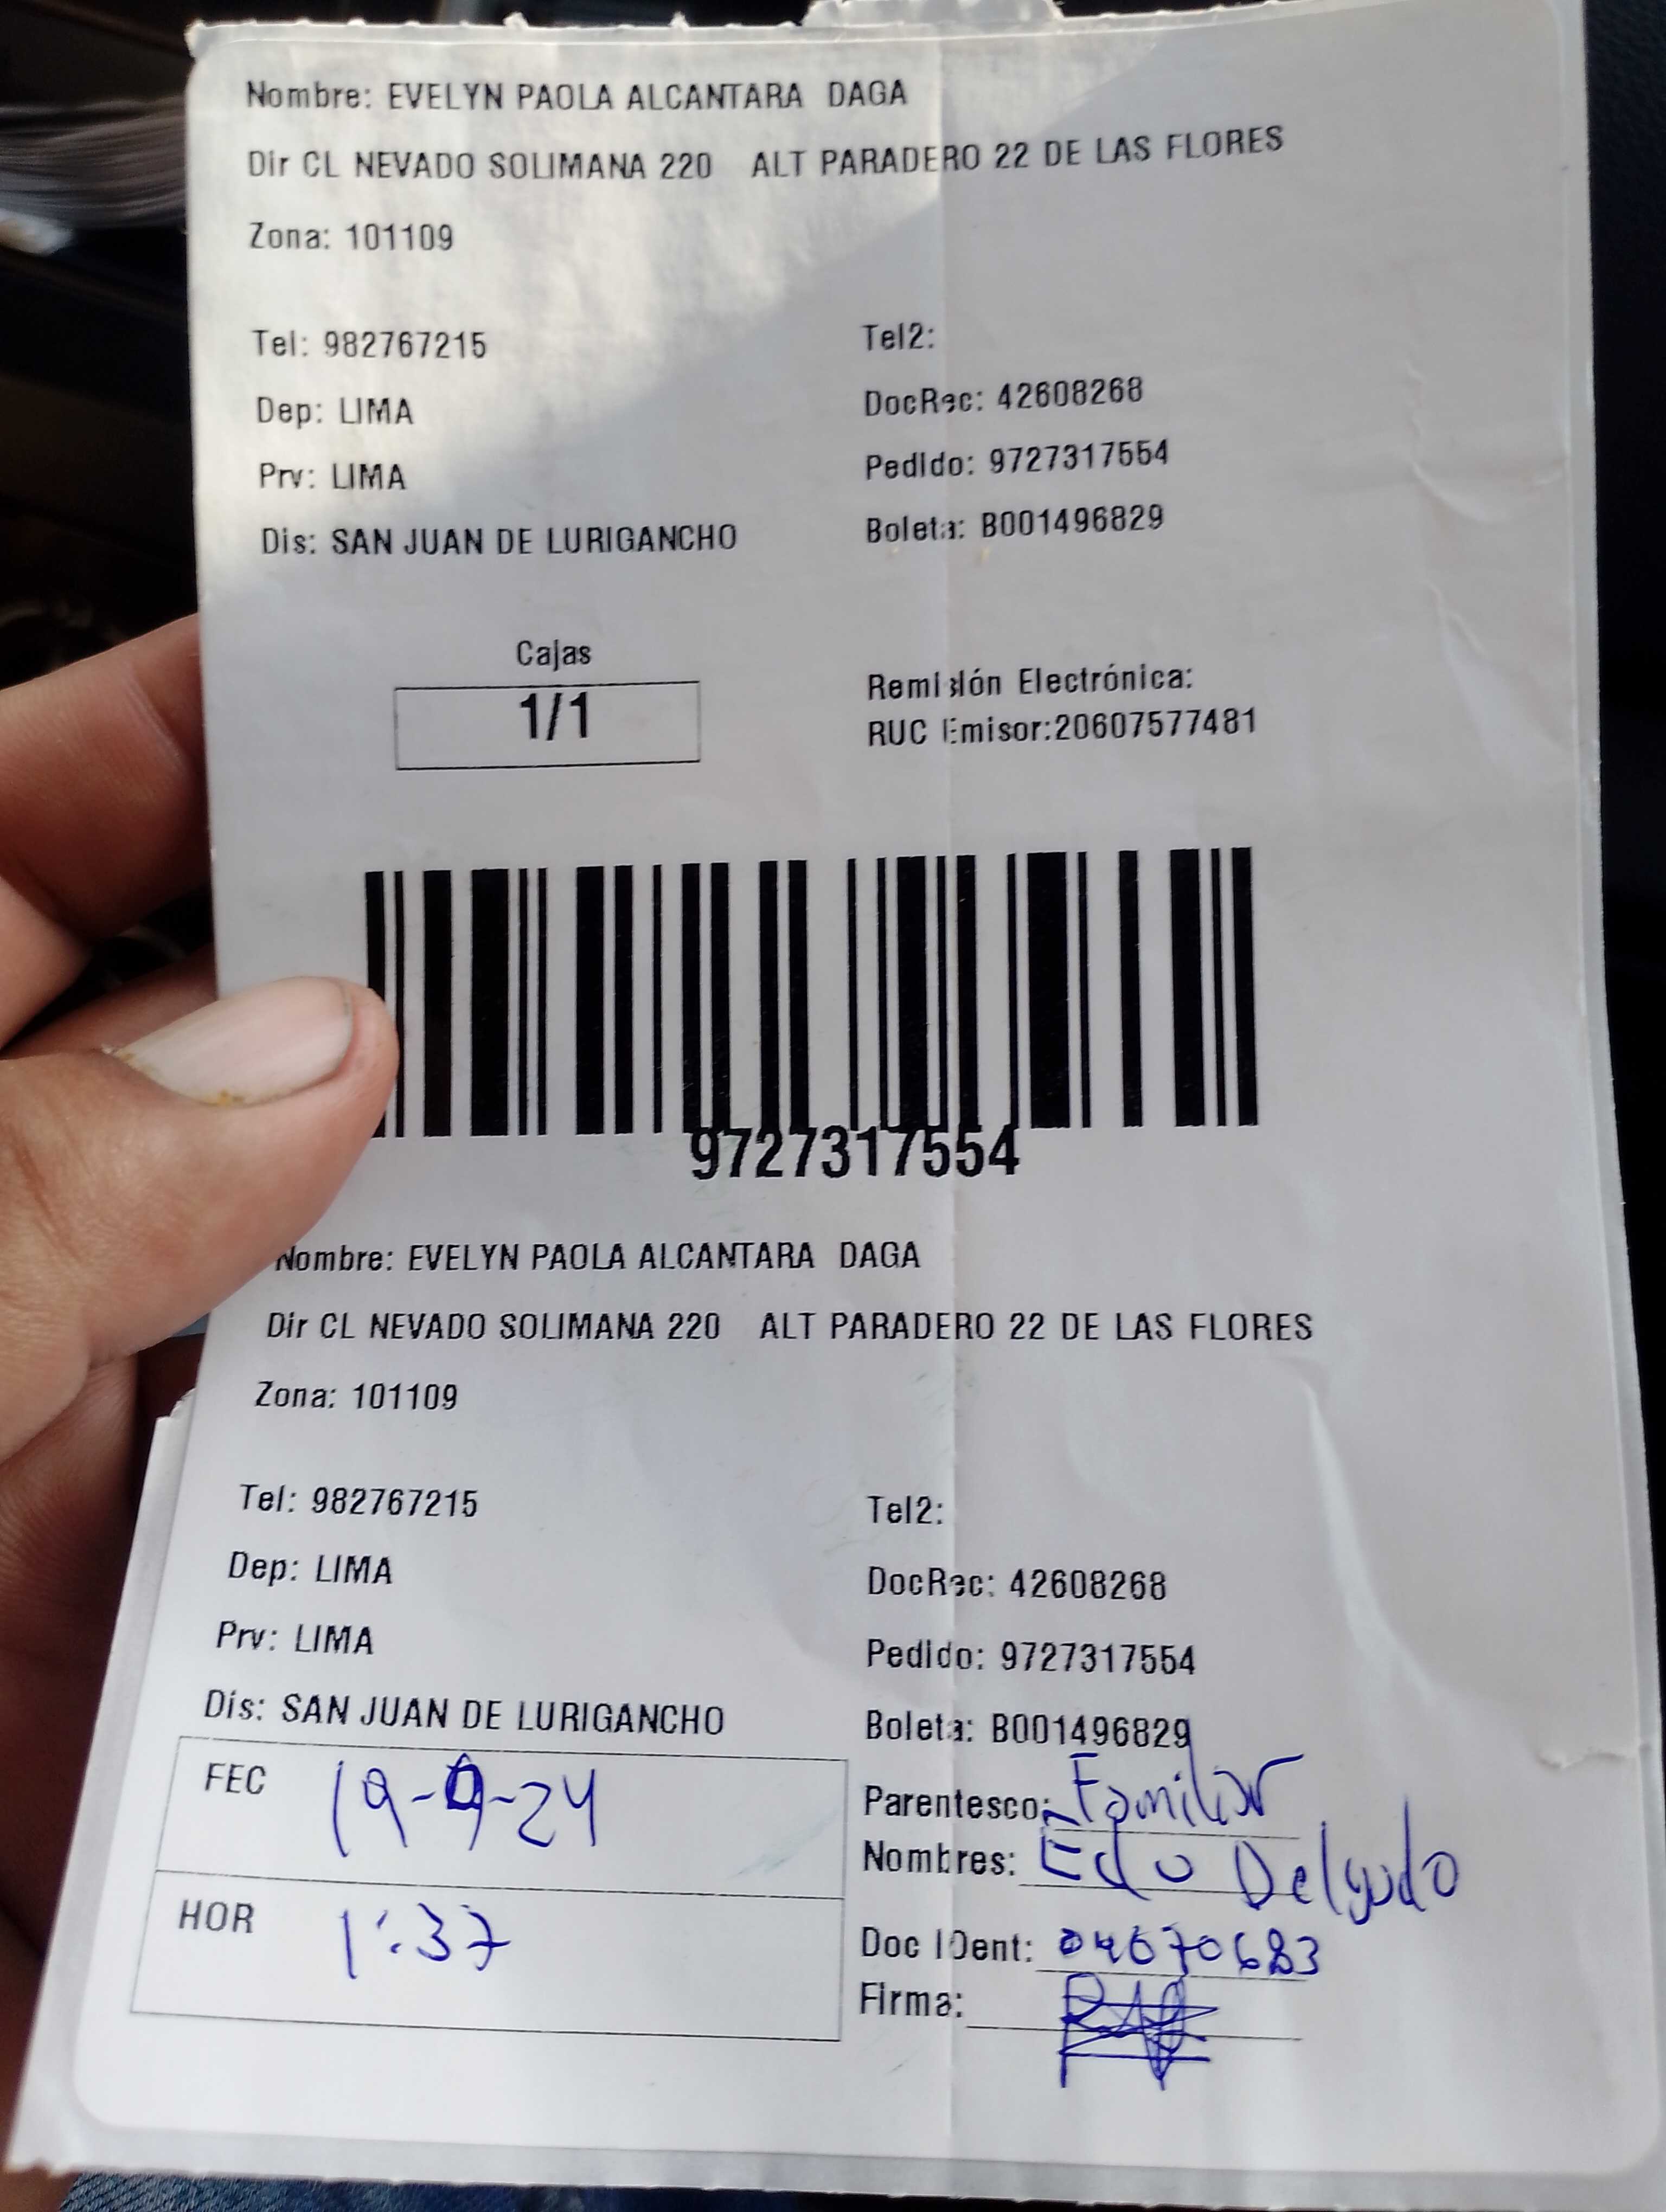 Nombre: EVELYN PAOLA ALCANTARA DAGA
Dir CL NEVADO SOLIMANA 220 ALT PARADERO 22 DE LAS FLORES
Zona: 101109
Tel: 982767215 Tel2:
Dep: LIMA DocRec: 42608268
Prv: LIMA Pedido: 9727317554
Dis: SAN JUAN DE LURIGANCHO Boleta: B001496829
Cajas
1/1
Remisión Electrónica:
RUC Emisor:20607577481
9727317554
Nombre: EVELYN PAOLA ALCANTARA DAGA
Dir CL NEVADO SOLIMANA 220 ALT PARADERO 22 DE LAS FLORES
Zona: 101109
Tel: 982767215 Tel2:
Dep: LIMA DocRec: 42608268
Prv: LIMA Pedido: 9727317554
Dis: SAN JUAN DE LURIGANCHO Boleta: B001496829
FEC 19-9-24 Parentesco: Familiar
Nombres: Edu Delgado
HOR 1:37 Doc IDent: 04070683
Firma: